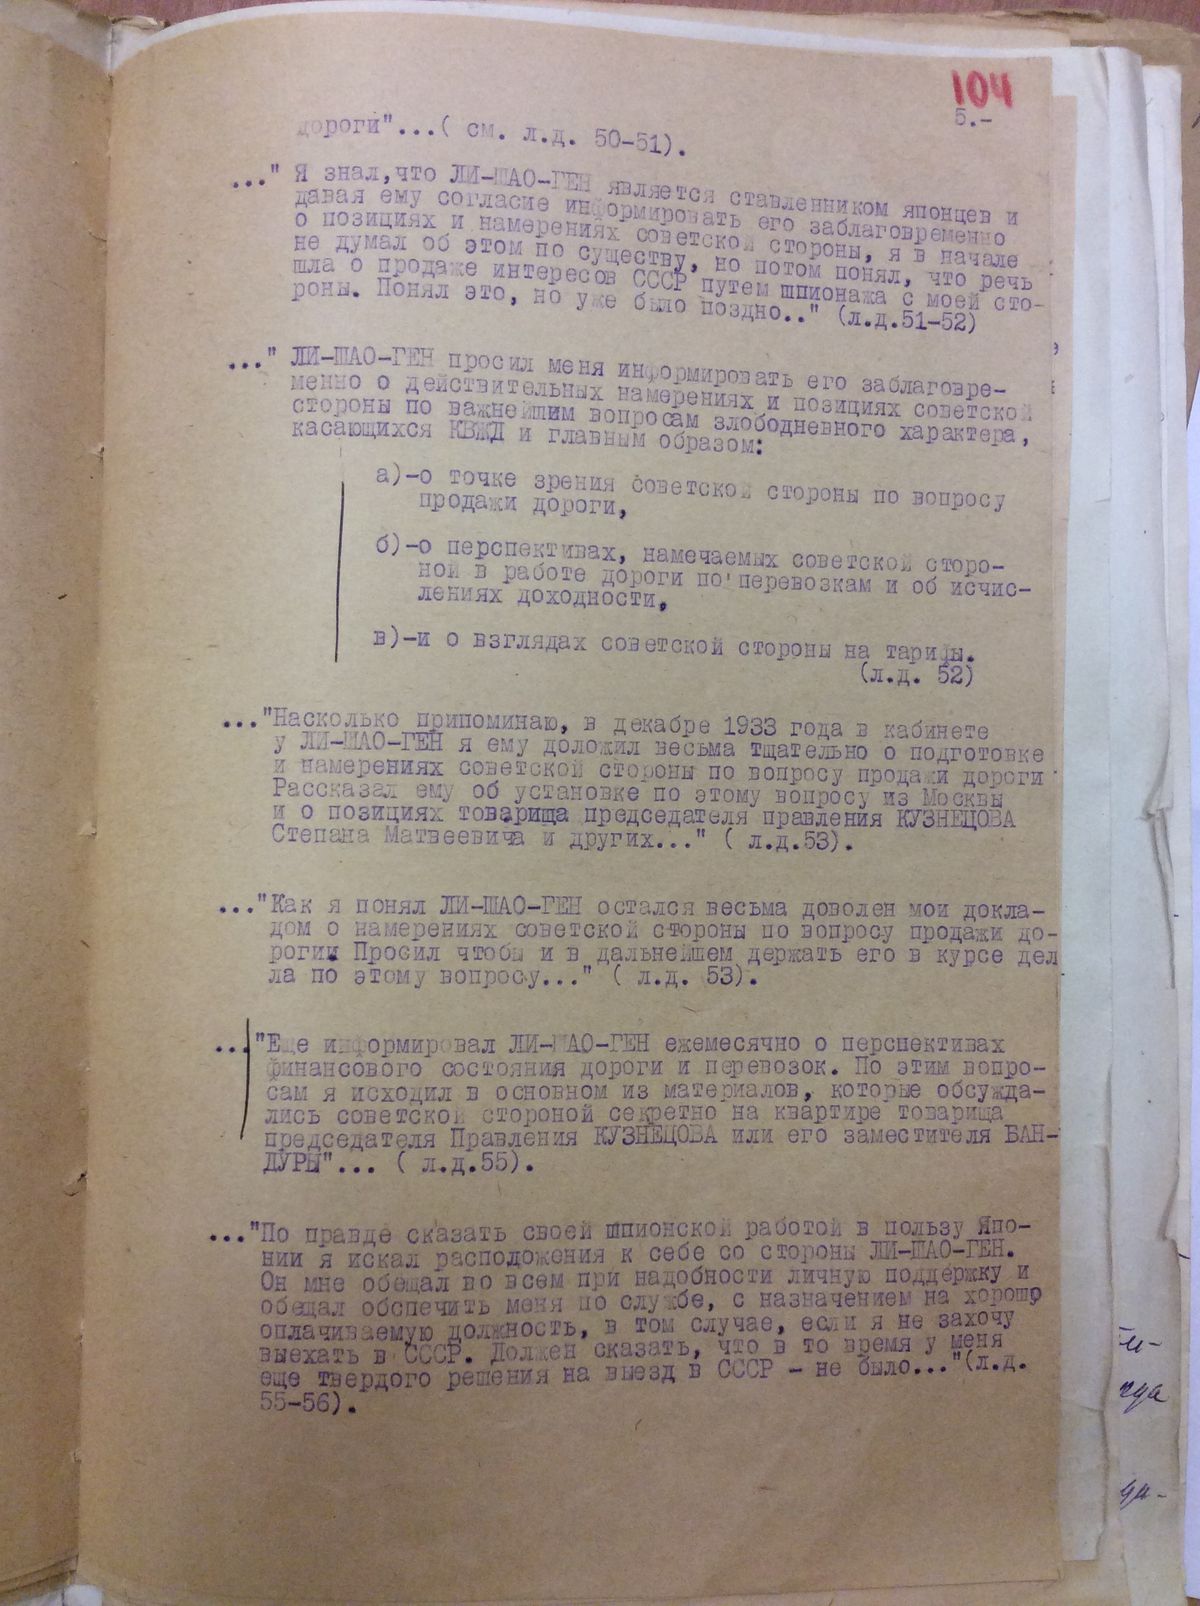 104
5.-
дороги"...( см. л.д. 50-51).
..." Я знал,что ЛИ-ШАО-ГЕН является ставленником японцев и
давая ему согласие информировать его заблаговременно
о позициях и намерениях советской стороны, я в начале
не думал об этом по существу, но потом понял, что речь
шла о продаже интересов СССР путем шпионажа с моей сто-
роны. Понял это, но уже было поздно.." (л.д.51-52)
..." ЛИ-ШАО-ГЕН просил меня информировать его заблаговре-
менно о действительных намерениях и позициях советской
стороны по важнейшим вопросам злободневного характера,
касающихся КВЖД и главным образом:
а)-о точке зрения советской стороны по вопросу
продажи дороги,
б)-о перспективах, намечаемых советской сторо-
ной в работе дороги по перевозкам и об исчис-
лениях доходности,
в)-и о взглядах советской стороны на тарифы.
(л.д. 52)
..."Насколько припоминаю, в декабре 1933 года в кабинете
у ЛИ-ШАО-ГЕН я ему доложил весьма тщательно о подготовке
и намерениях советской стороны по вопросу продажи дороги
Рассказал ему об установке по этому вопросу из Москвы
и о позициях товарища председателя правления КУЗНЕЦОВА
Степана Матвеевича и других..." ( л.д.53).
..."Как я понял ЛИ-ШАО-ГЕН остался весьма доволен мои докла-
дом о намерениях советской стороны по вопросу продажи до-
рогии Просил чтобы и в дальнейшем держать его в курсе дел
ла по этому вопросу..." ( л.д. 53).
..."Еще информировал ЛИ-ШАО-ГЕН ежемесячно о перспективах
финансового состояния дороги и перевозок. По этим вопро-
сам я исходил в основном из материалов, которые обсужда-
лись советской стороной секретно на квартире товарища
председателя Правления КУЗНЕЦОВА или его заместителя БАН-
ДУРЫ"... ( л.д.55).
..."По правде сказать своей шпионской работой в пользу Япо-
нии я искал расположения к себе со стороны ЛИ-ШАО-ГЕН.
Он мне обещал во всем при надобности личную поддержку и
обещал обспечить меня по службе, с назначением на хорошо
оплачиваемую должность, в том случае, если я не захочу
выехать в СССР. Должен сказать, что в то время у меня
еще твердого решения на выезд в СССР - не было..."(л.д.
55-56).